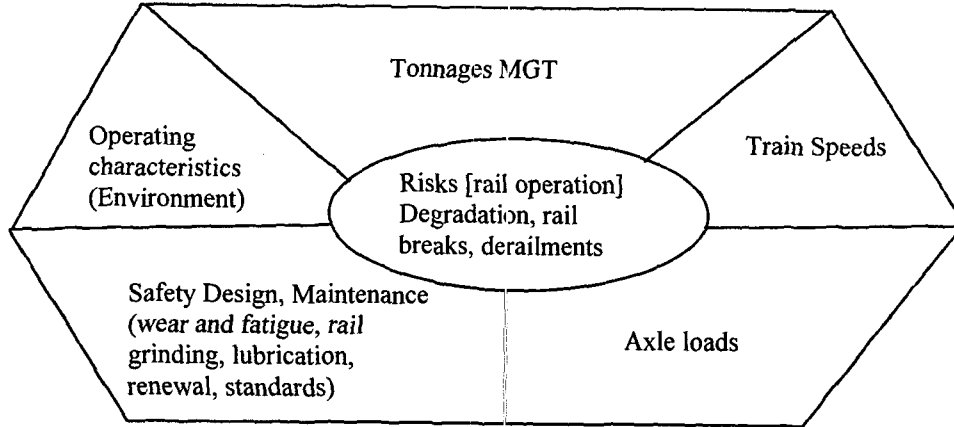 Tonnages MGT
Operating
characteristics
(Environment)
Train Speeds
Risks [rail operation]
Degradation, rail
breaks, derailments
Safety Design, Maintenance
(wear and fatigue, rail
grinding, lubrication,
renewal, standards)
Axle loads